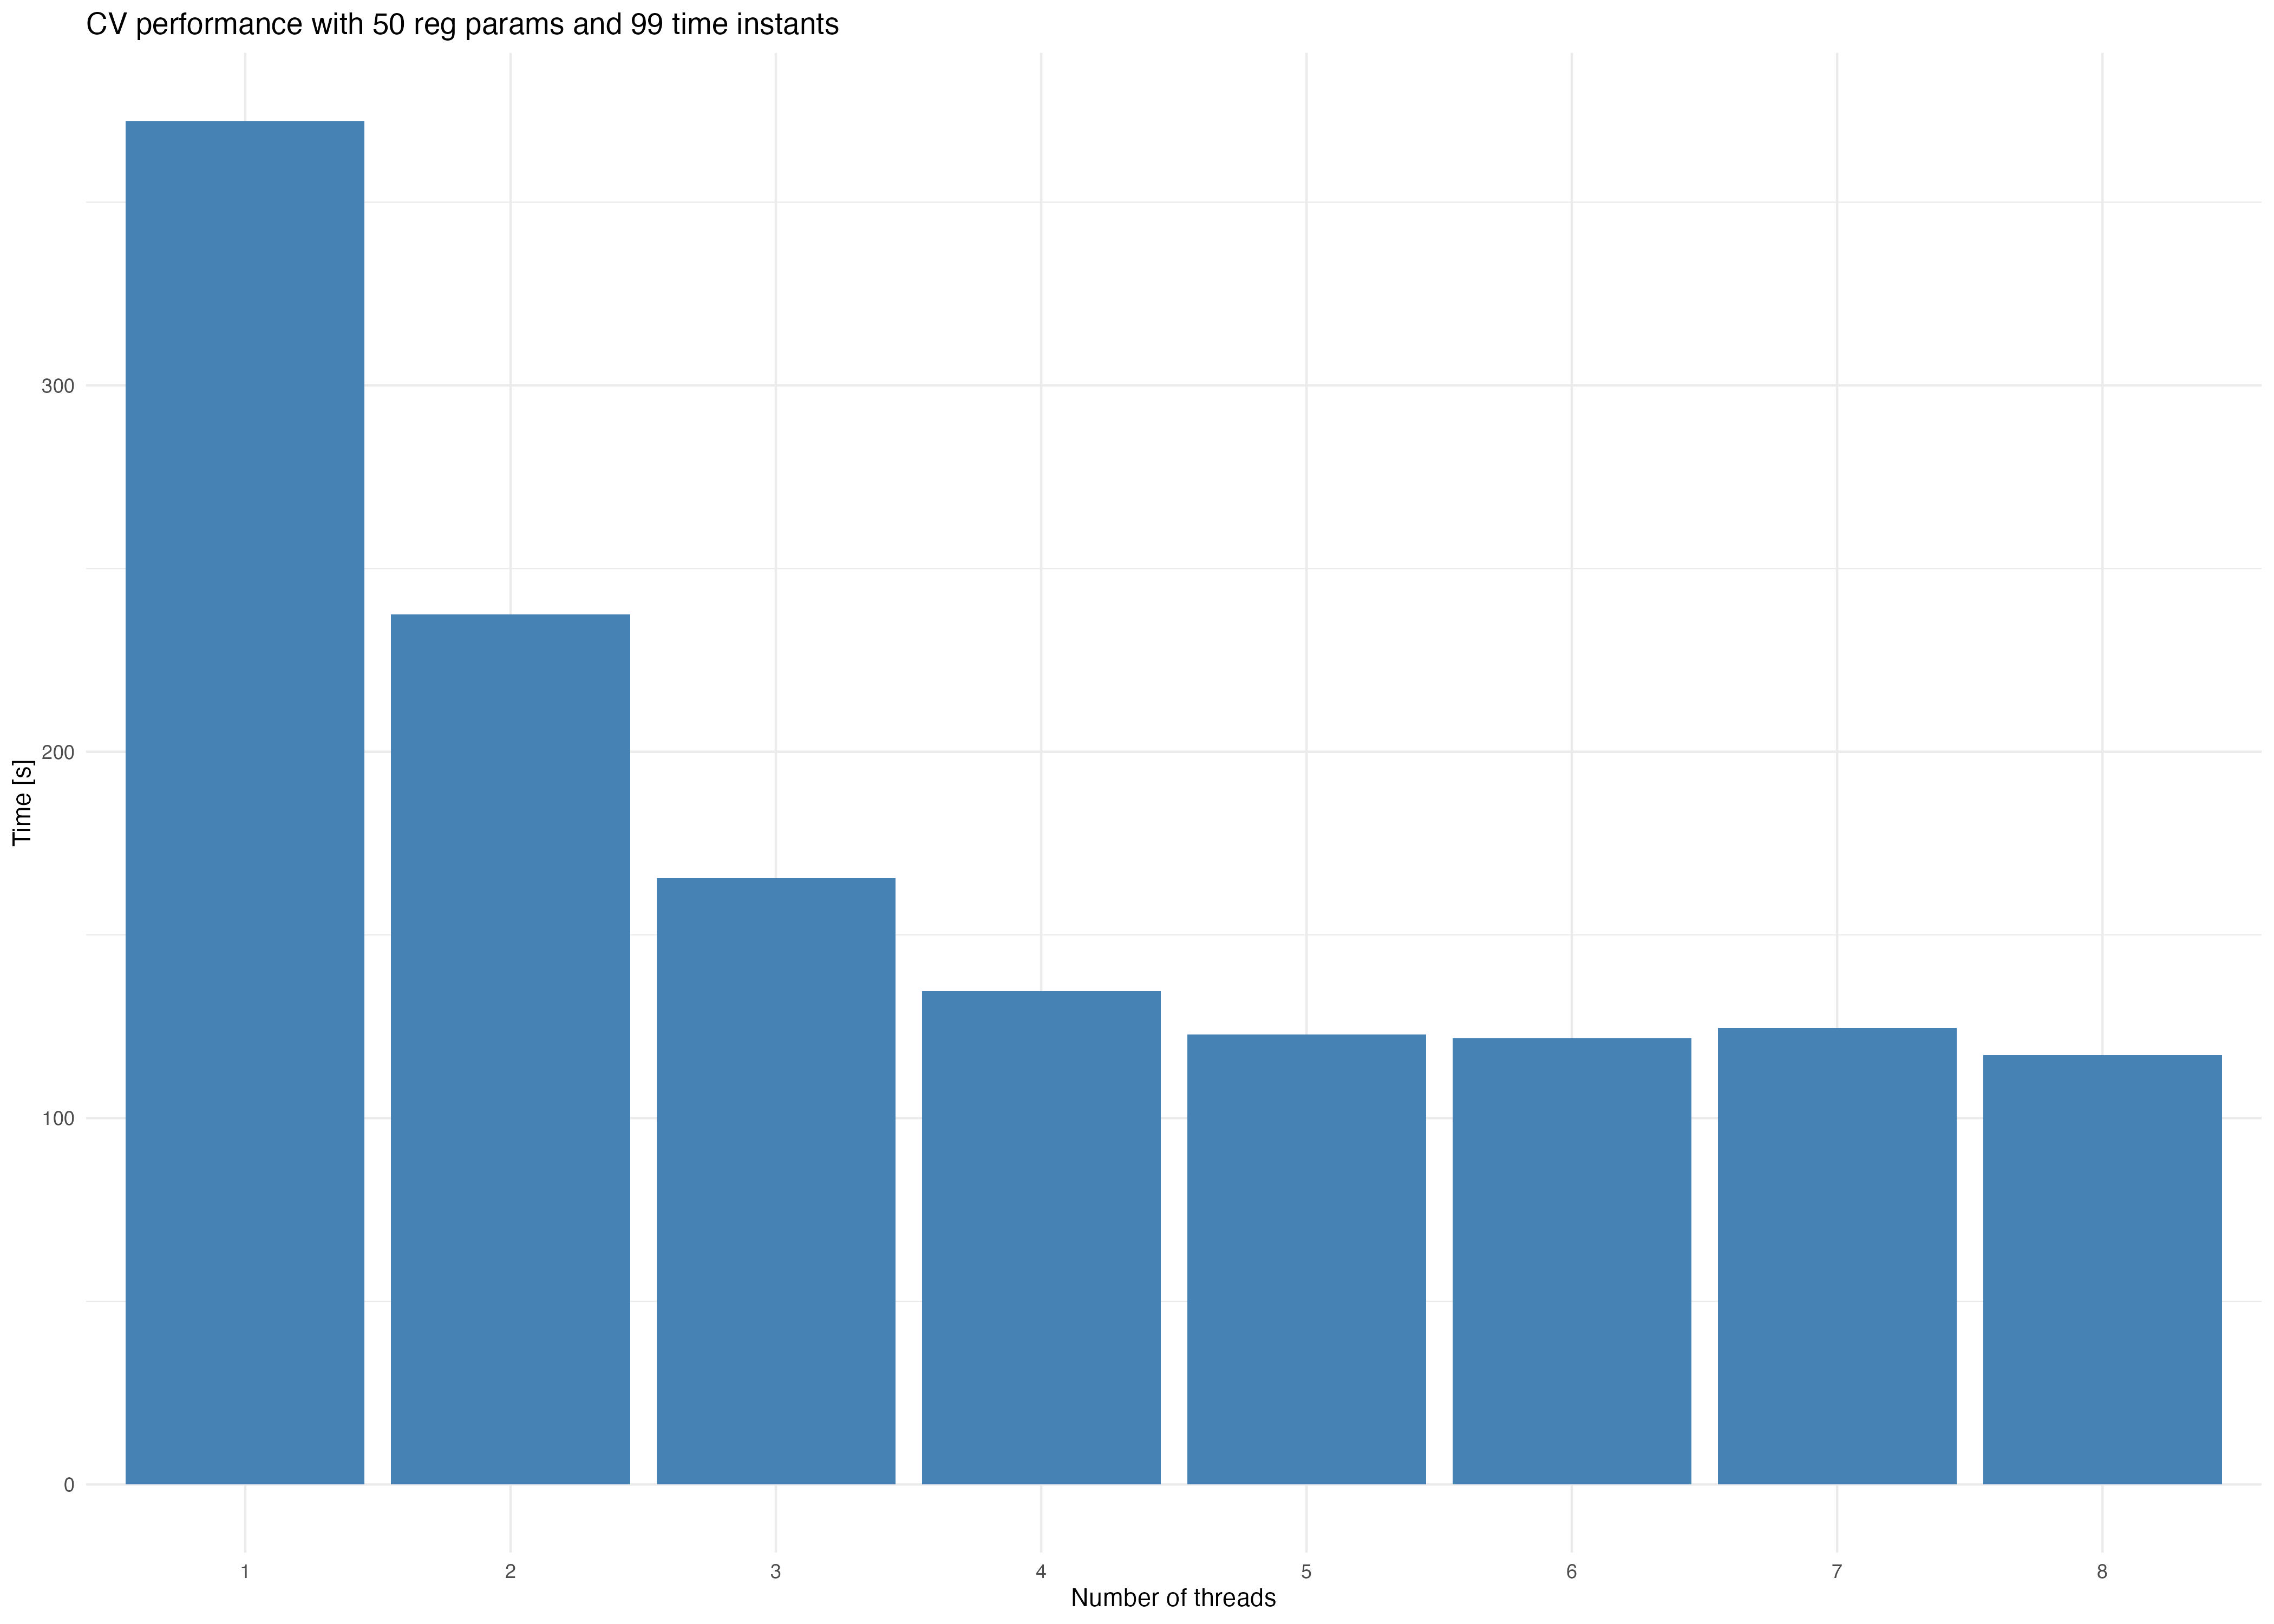 CV performance with 50 reg params and 99 time instants
300
200
100
0
Time [s]
1 2 3 4 5 6 7 8
Number of threads